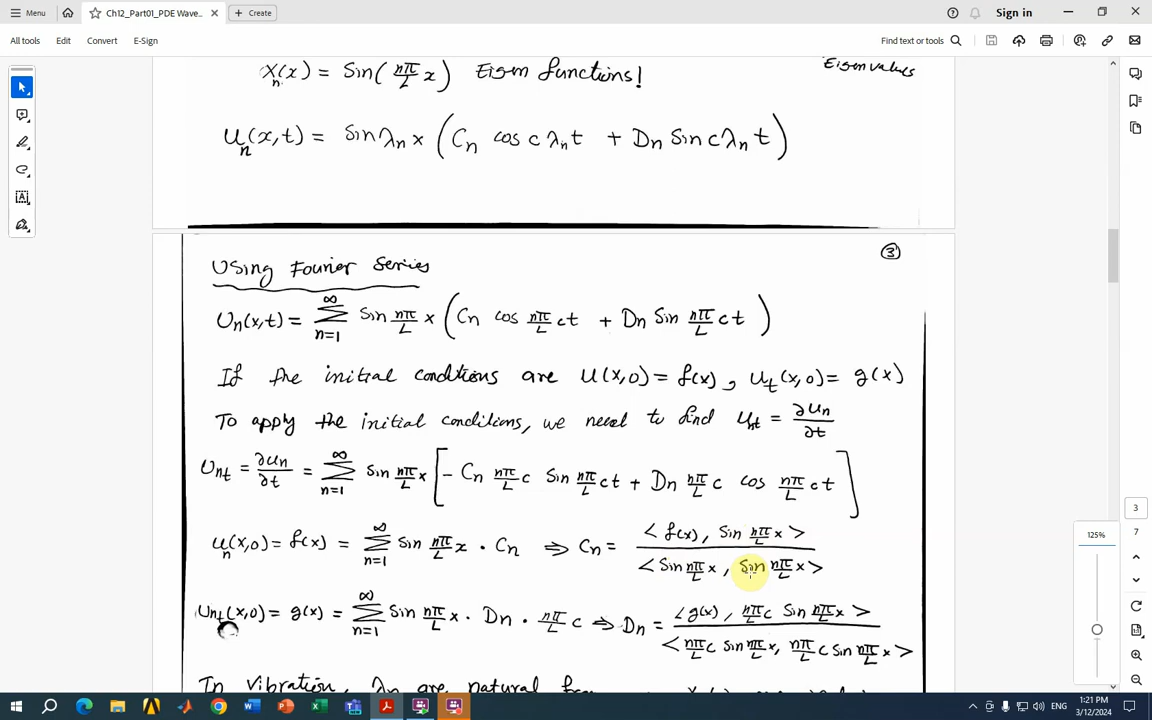 Menu
Ch12_Part01_PDE Wave...
Create
Sign in
All tools
Edit
Convert
E-Sign
Find text or tools
Xₙ(x) = Sin(nπ/L x) Eigen functions!
Eigenvalues
Uₙ(x,t) = Sin λₙ x (Cₙ cos cλₙt + Dₙ Sin cλₙt)
③
Using Fourier Series
Uₙ(x,t) = ∑_{n=1}^{∞} Sin nπ/L x (Cₙ cos nπ/L ct + Dₙ Sin nπ/L ct)
If the initial conditions are U(x,0) = f(x), Uₜ(x,0) = g(x)
To apply the initial conditions, we need to find Uₙₜ = ∂Uₙ/∂t
Uₙₜ = ∂Uₙ/∂t = ∑_{n=1}^{∞} Sin nπ/L x [- Cₙ nπ/L c Sin nπ/L ct + Dₙ nπ/L c cos nπ/L ct]
Uₙ(x,0) = f(x) = ∑_{n=1}^{∞} Sin nπ/L x · Cₙ ⇒ Cₙ = <f(x), Sin nπ/L x> / <Sin nπ/L x, Sin nπ/L x>
Uₙₜ(x,0) = g(x) = ∑_{n=1}^{∞} Sin nπ/L x · Dₙ · nπ/L c ⇒ Dₙ = <g(x), nπ/L c Sin nπ/L x> / <nπ/L c Sin nπ/L x, nπ/L c Sin nπ/L x>
In vibration, λₙ are natural
3
7
125%
ENG
1:21 PM
3/12/2024